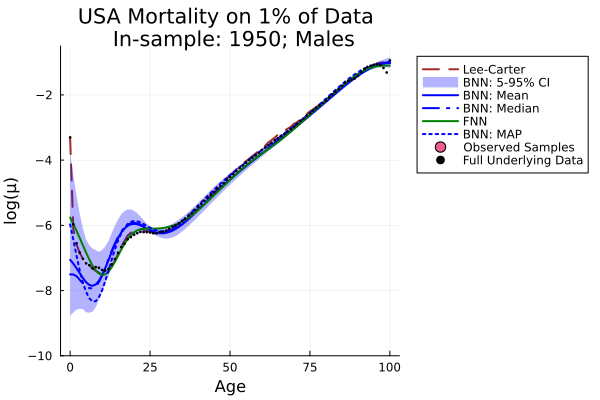 USA Mortality on 1% of Data
In-sample: 1950; Males
log(μ)
−2
−4
−6
−8
−10
0
25
50
75
100
Age
Lee-Carter
BNN: 5-95% CI
BNN: Mean
BNN: Median
FNN
BNN: MAP
Observed Samples
Full Underlying Data